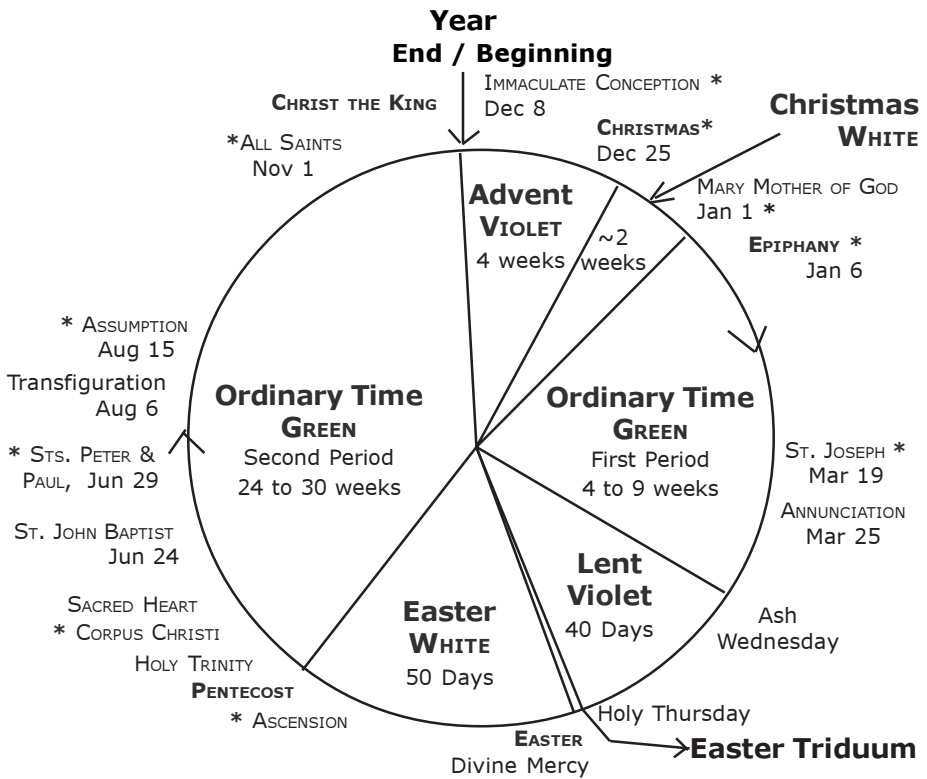 Year
End / Beginning
IMMACULATE CONCEPTION *
Dec 8
CHRIST THE KING
*ALL SAINTS
Nov 1
CHRISTMAS*
Dec 25
Christmas
WHITE
MARY MOTHER OF GOD
Jan 1 *
EPIPHANY *
Jan 6
Advent
VIOLET
4 weeks
~2
weeks
Ordinary Time
GREEN
First Period
4 to 9 weeks
ST. JOSEPH *
Mar 19
ANNUNCIATION
Mar 25
Lent
Violet
40 Days
Ash
Wednesday
Holy Thursday
Easter Triduum
EASTER
Divine Mercy
Easter
WHITE
50 Days
* ASCENSION
PENTECOST
HOLY TRINITY
* CORPUS CHRISTI
SACRED HEART
ST. JOHN BAPTIST
Jun 24
* STS. PETER &
PAUL, Jun 29
Transfiguration
Aug 6
* ASSUMPTION
Aug 15
Ordinary Time
GREEN
Second Period
24 to 30 weeks